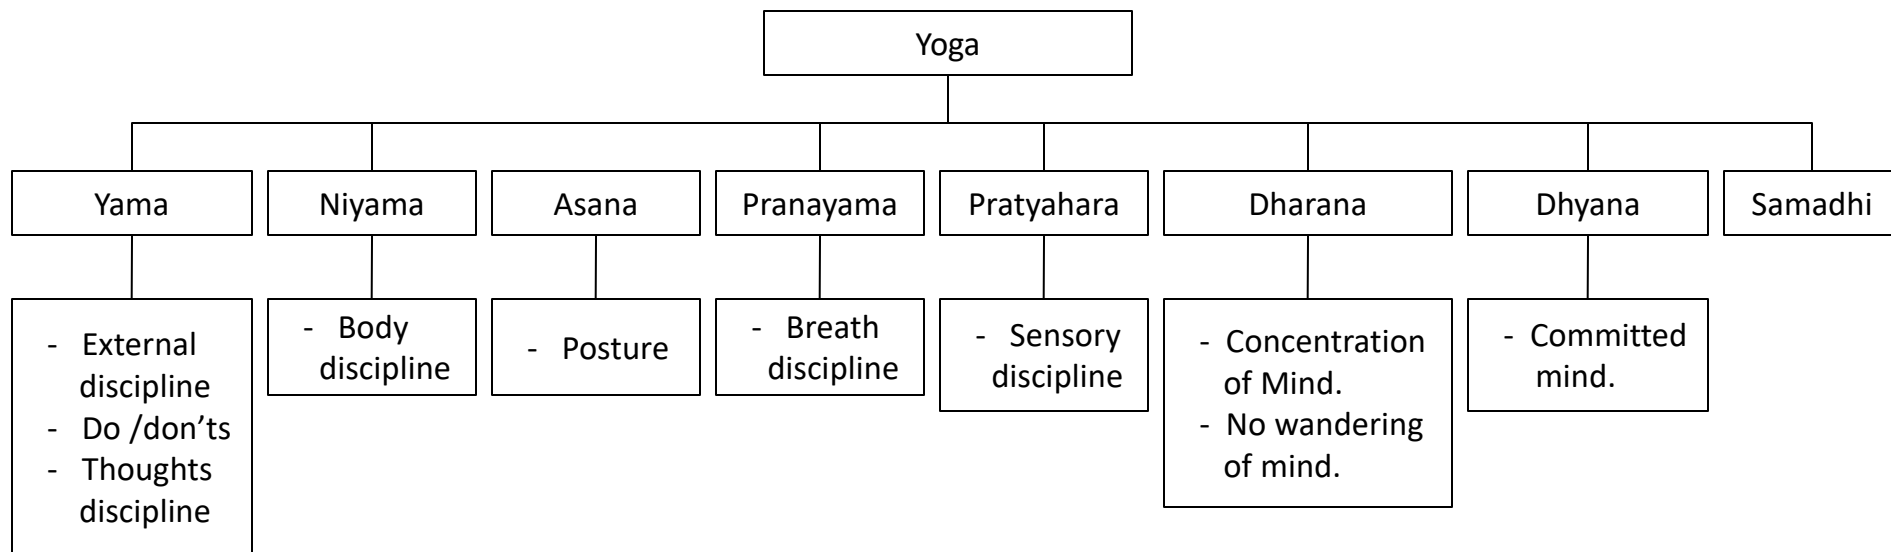 Yoga
Yama
Niyama
Asana
Pranayama
Pratyahara
Dharana
Dhyana
Samadhi
- External
discipline
- Do /don’ts
- Thoughts
discipline
- Body
discipline
- Posture
- Breath
discipline
- Sensory
discipline
- Concentration
of Mind.
- No wandering
of mind.
- Committed
mind.